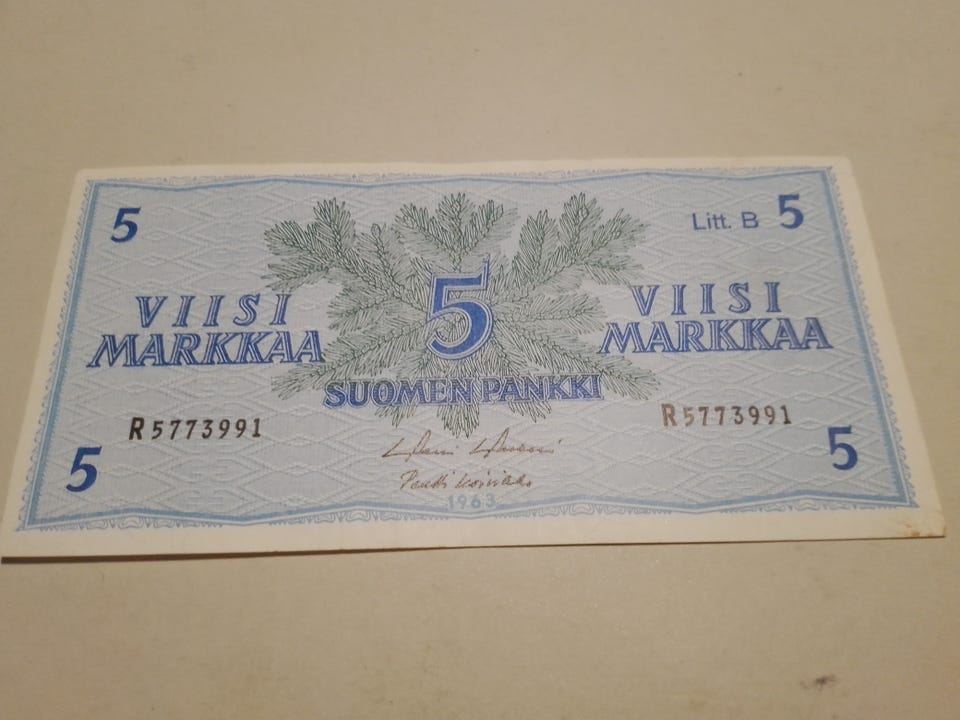 5
Litt. B 5
VIISI
MARKKAA
5
VIISI
MARKKAA
SUOMEN PANKKI
R5773991
R5773991
5
5
1963